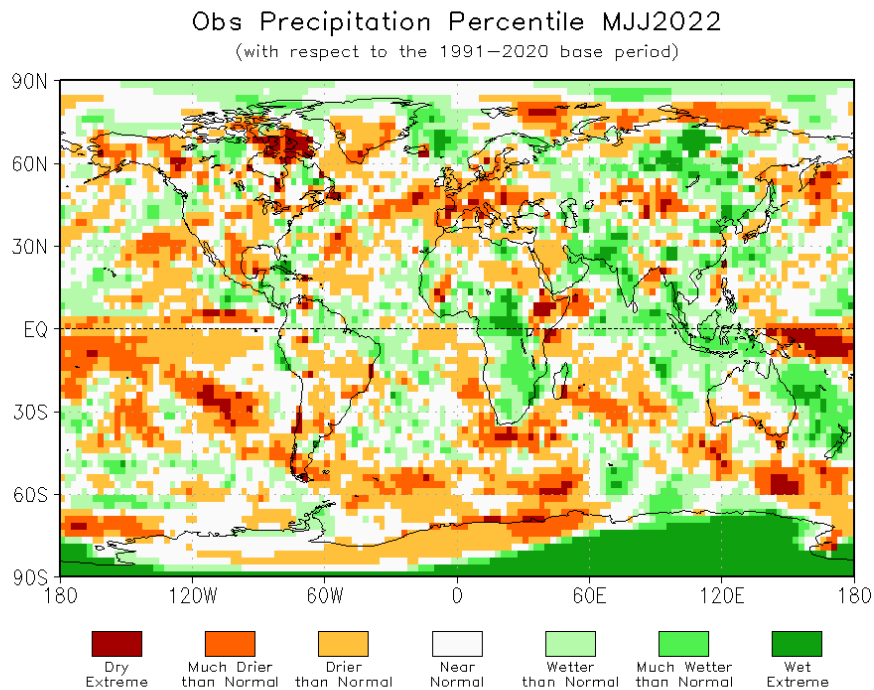 Obs Precipitation Percentile MJJ2022
(with respect to the 1991–2020 base period)
90N
60N
30N
EQ
30S
60S
90S
180 120W 60W 0 60E 120E 180
Dry Extreme
Much Drier than Normal
Drier than Normal
Near Normal
Wetter than Normal
Much Wetter than Normal
Wet Extreme